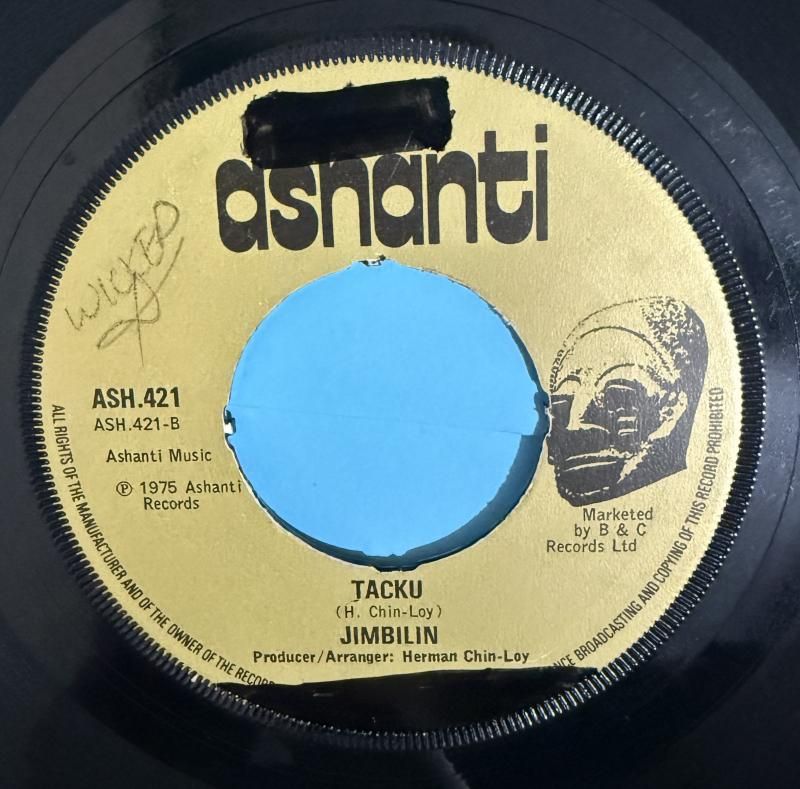 ashanti
WICKED
ASH.421
ASH.421-B
Ashanti Music
℗ 1975 Ashanti
Records
Marketed
by B & C
Records Ltd
TACKU
(H. Chin-Loy)
JIMBILIN
Producer/Arranger: Herman Chin-Loy
ALL RIGHTS OF THE MANUFACTURER AND OF THE OWNER OF THE RECOR
BROADCASTING AND COPYING OF THIS RECORD PROHIBITED